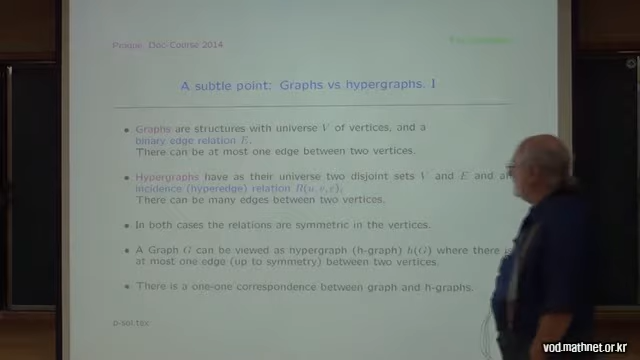 Prague, Doc-Course 2014
A subtle point: Graphs vs hypergraphs, I
• Graphs are structures with universe V of vertices, and a
binary edge relation E.
There can be at most one edge between two vertices.
• Hypergraphs have as their universe two disjoint sets V and E and an
incidence (hyperedge) relation R(u, v, e).
There can be many edges between two vertices.
• In both cases the relations are symmetric in the vertices.
• A Graph G can be viewed as hypergraph (h-graph) h(G) where there is
at most one edge (up to symmetry) between two vertices.
• There is a one-one correspondence between graph and h-graphs.
p-sol.tex
vod.mathnet.or.kr